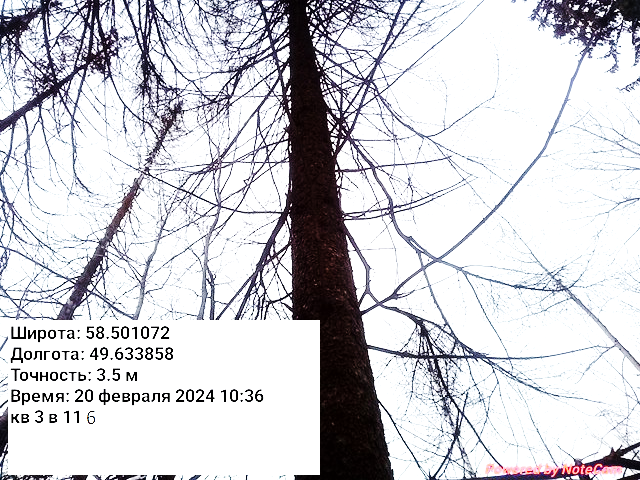 Широта: 58.501072
Долгота: 49.633858
Точность: 3.5 м
Время: 20 февраля 2024 10:36
кв 3 в 11 6
Powered by NoteCam